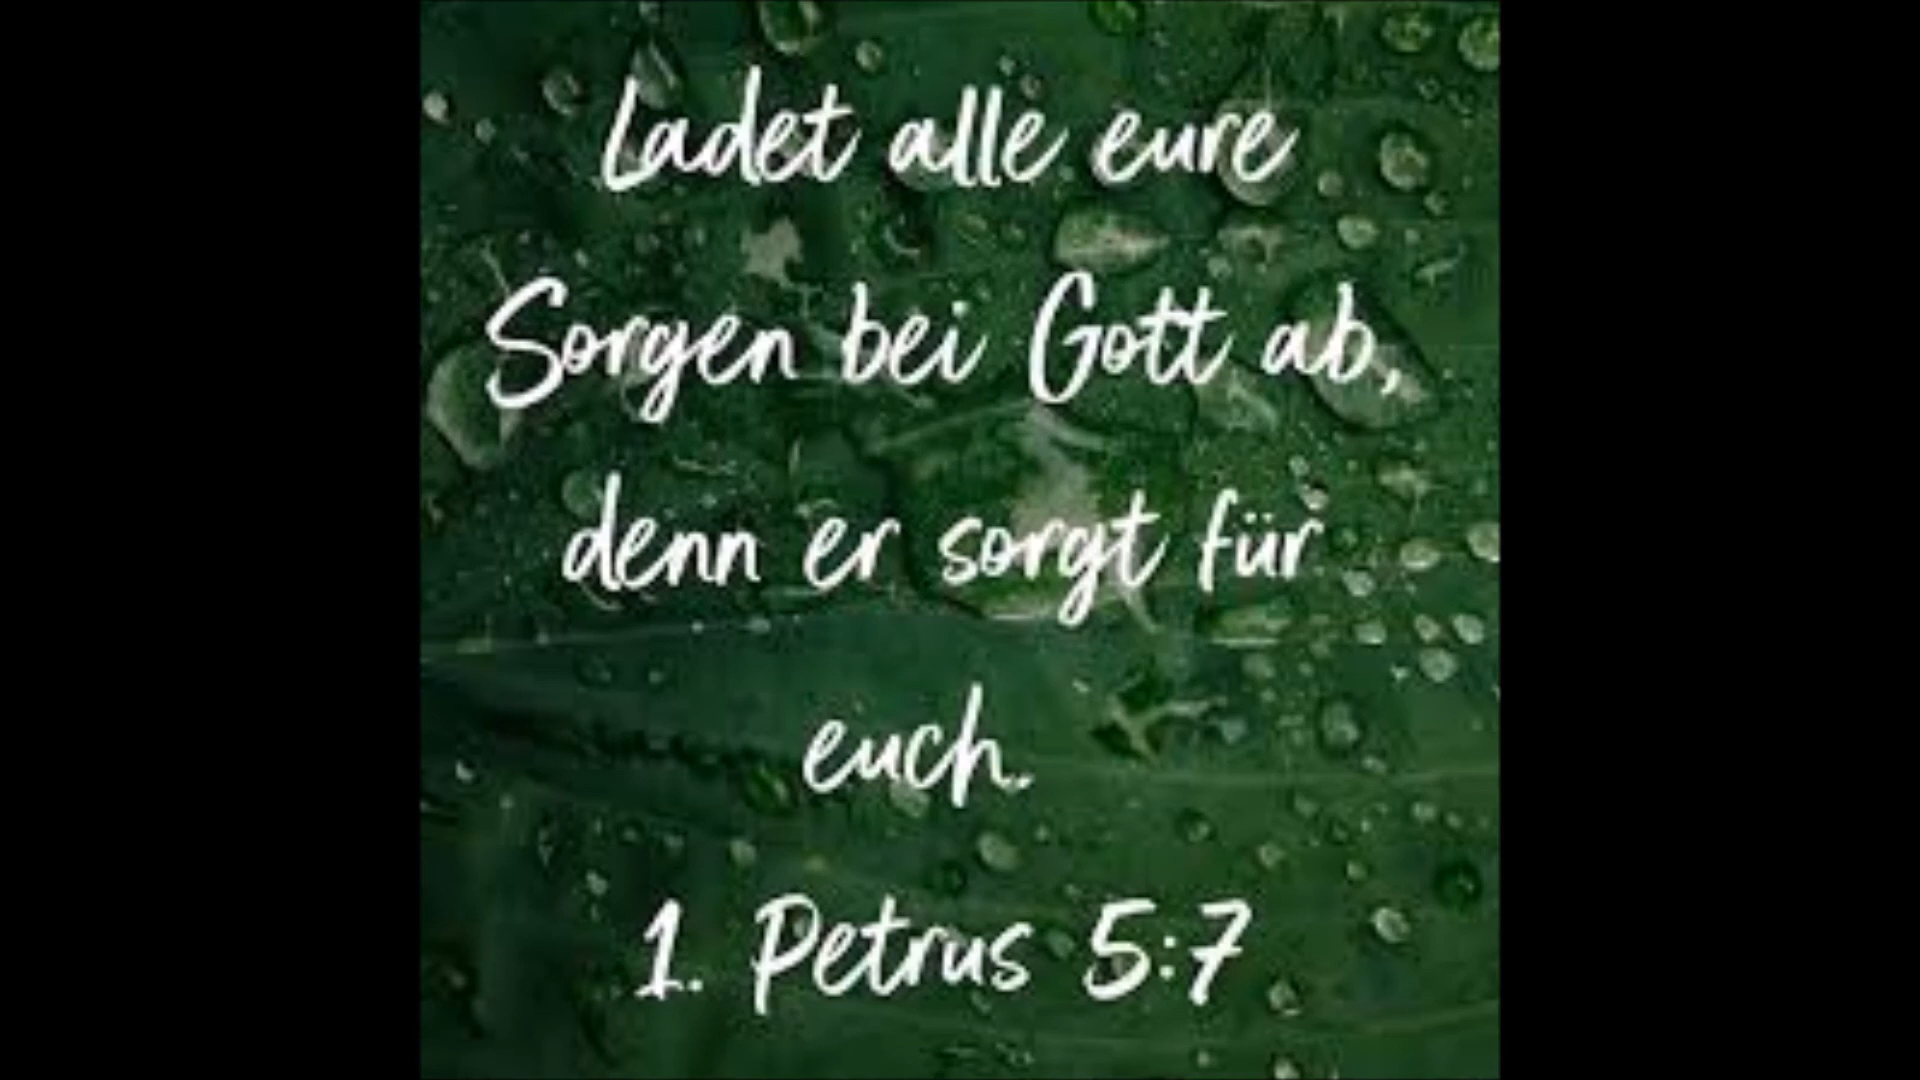 Ladet alle eure
Sorgen bei Gott ab,
denn er sorgt für
euch.
1. Petrus 5:7